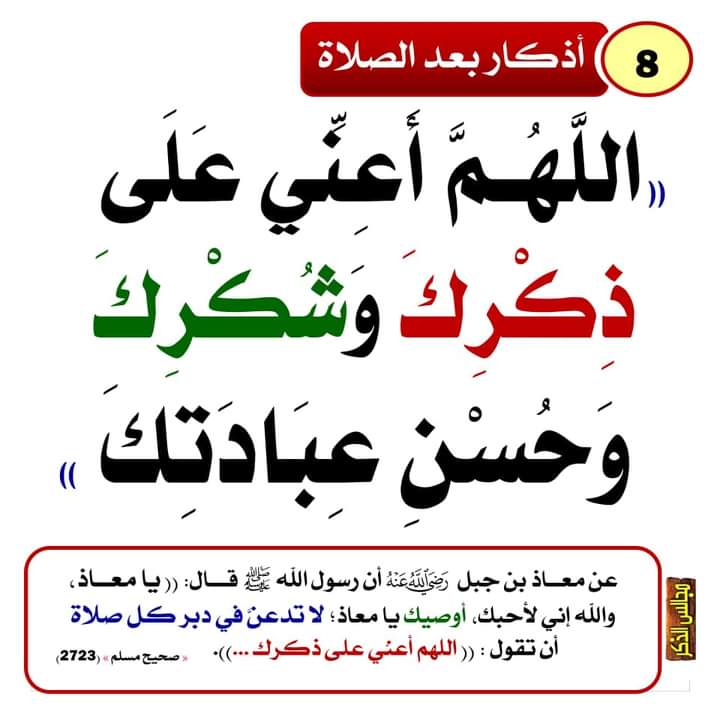 8
أذكار بعد الصلاة
((اللَّهُمَّ أَعِنِّي عَلَى
ذِكْرِكَ وَشُكْرِكَ
وَحُسْنِ عِبَادَتِكَ ))
عن معاذ بن جبل رَضِيَ اللَّهُ عَنْهُ أن رسول الله ﷺ قال: (( يا معاذ،
والله إني لأحبك، أوصيك يا معاذ؛ لا تدعنّ في دبر كل صلاة
أن تقول : (( اللهم أعنّي على ذكرك ...)).
« صحيح مسلم » (2723)
مجلس الذكر